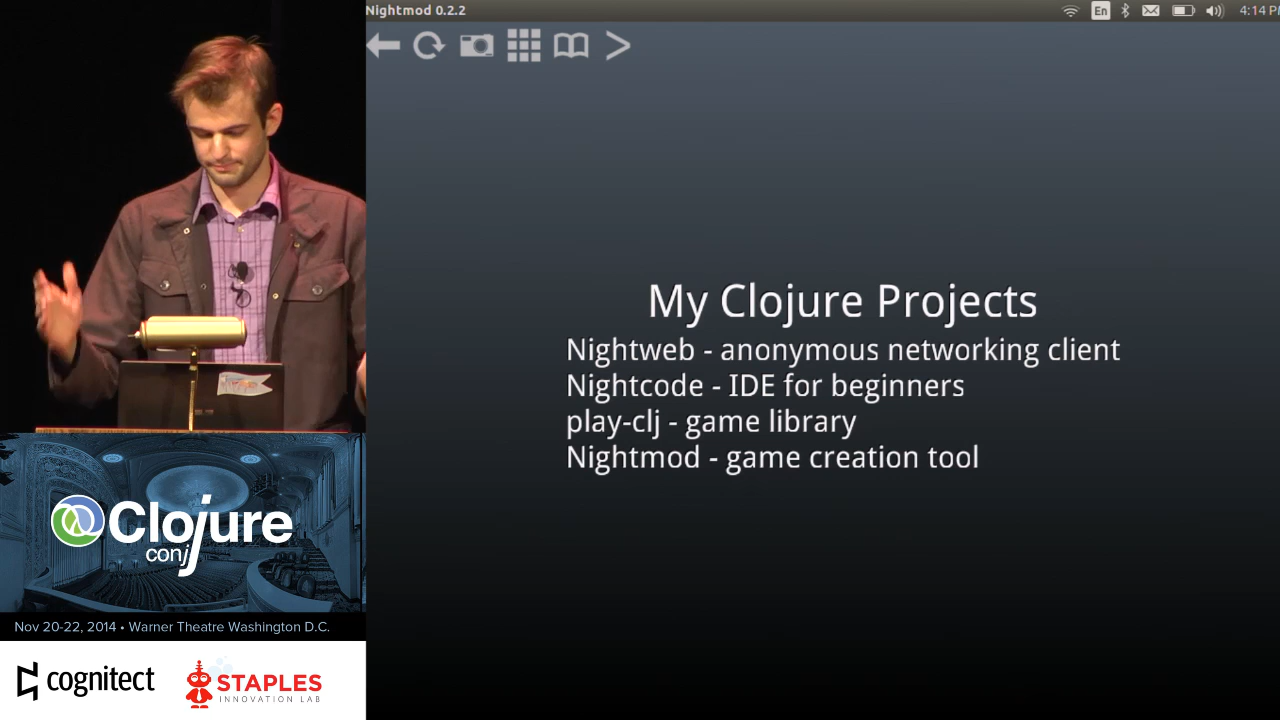 Nightmod 0.2.2
En
4:14 P
My Clojure Projects
Nightweb - anonymous networking client
Nightcode - IDE for beginners
play-clj - game library
Nightmod - game creation tool
Clojure
conj
Nov 20-22, 2014 • Warner Theatre Washington D.C.
cognitect
STAPLES
INNOVATION LAB